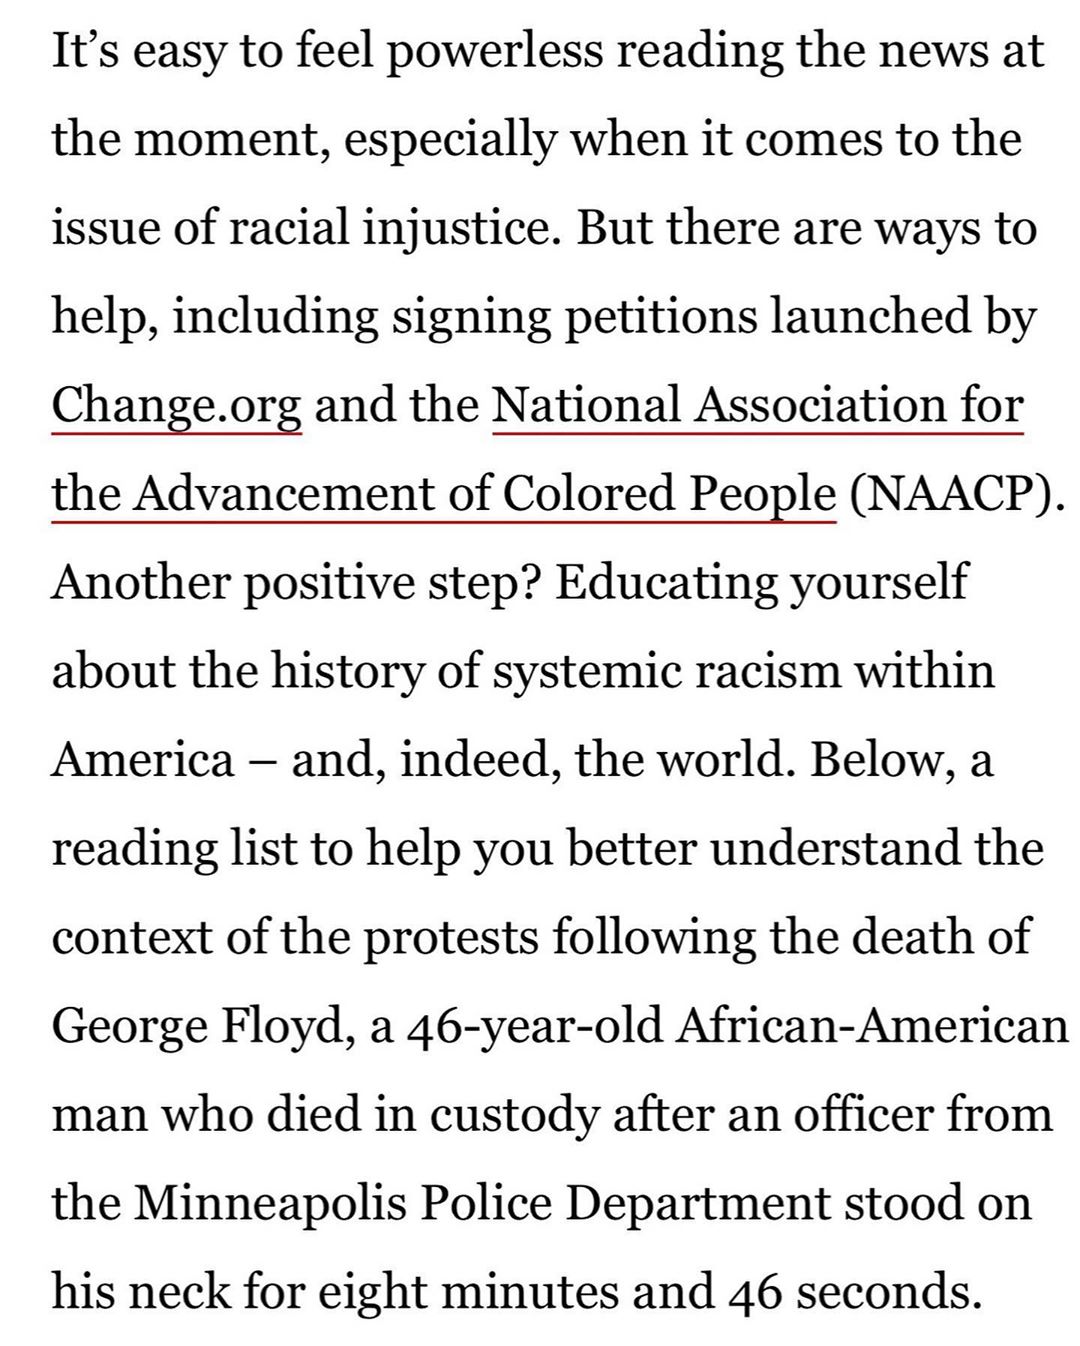 It’s easy to feel powerless reading the news at
the moment, especially when it comes to the
issue of racial injustice. But there are ways to
help, including signing petitions launched by
Change.org and the National Association for
the Advancement of Colored People (NAACP).
Another positive step? Educating yourself
about the history of systemic racism within
America – and, indeed, the world. Below, a
reading list to help you better understand the
context of the protests following the death of
George Floyd, a 46-year-old African-American
man who died in custody after an officer from
the Minneapolis Police Department stood on
his neck for eight minutes and 46 seconds.